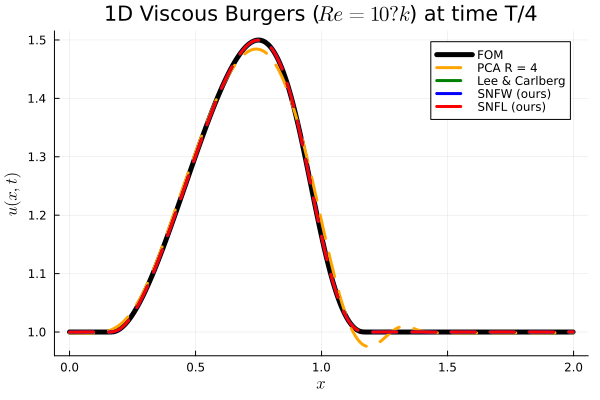 1D Viscous Burgers (Re = 10?k) at time T/4
u(x, t)
1.5
1.4
1.3
1.2
1.1
1.0
FOM
PCA R = 4
Lee & Carlberg
SNFW (ours)
SNFL (ours)
0.0 0.5 1.0 1.5 2.0
x